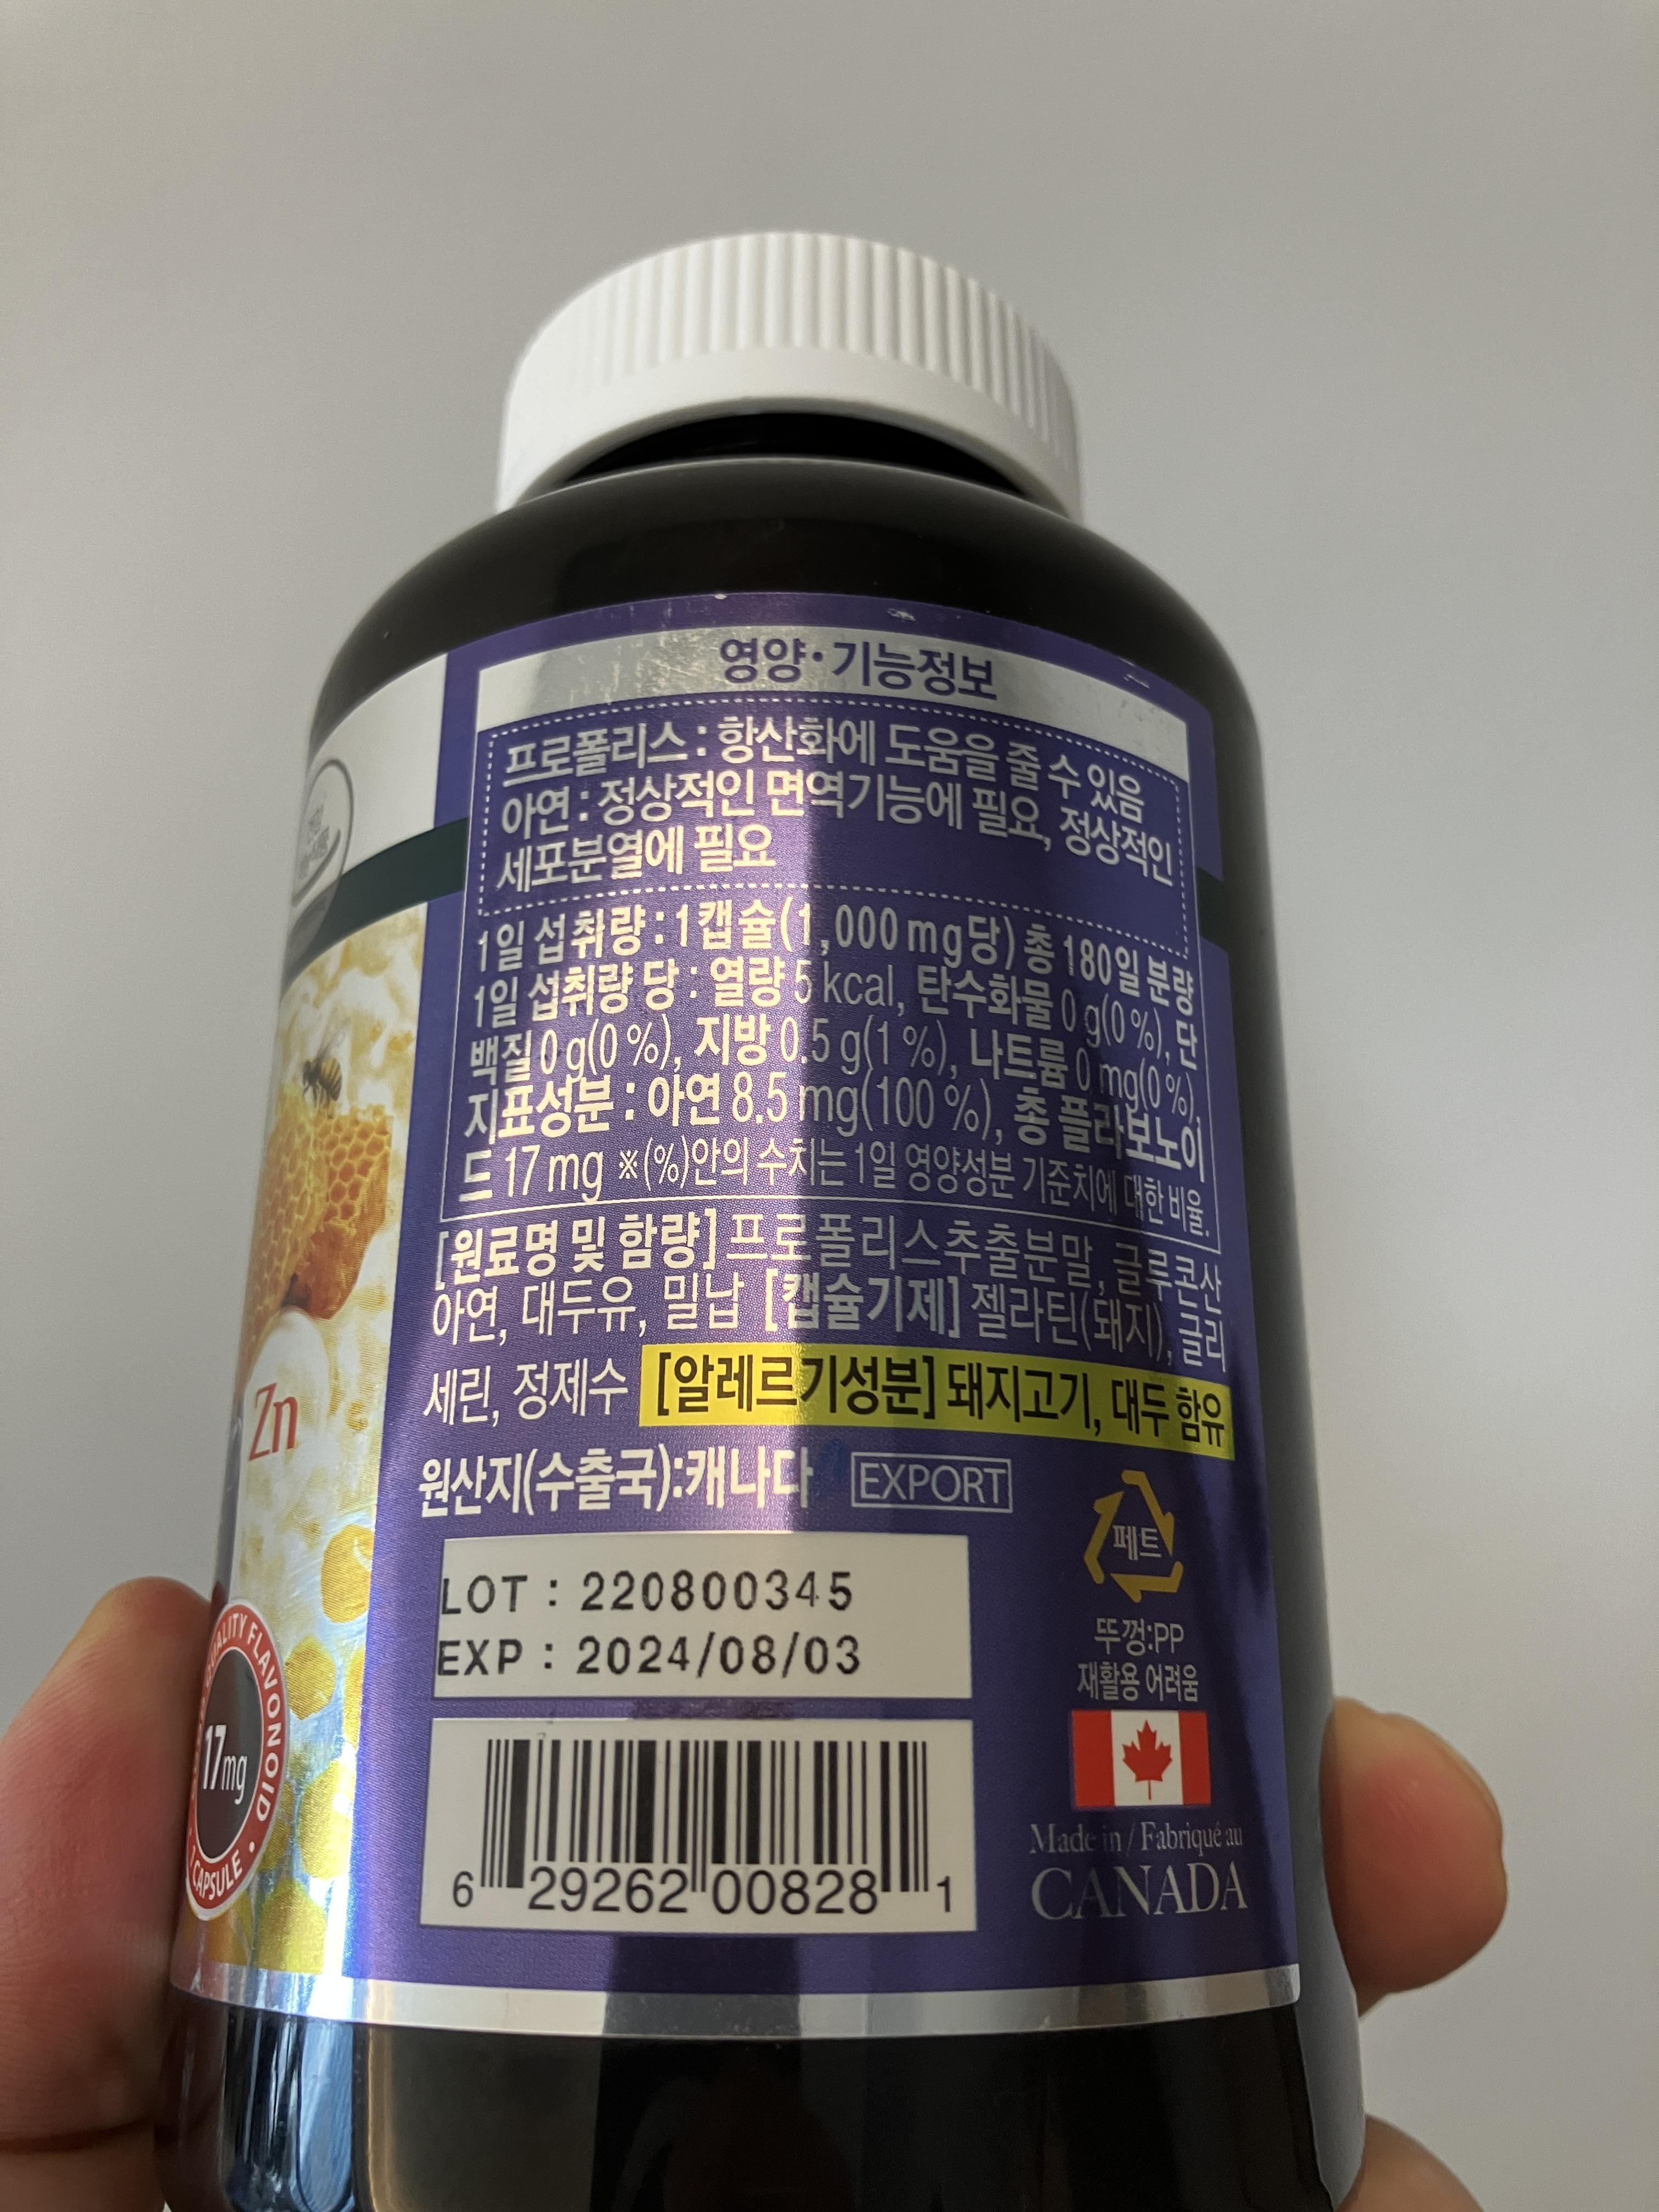 영양·기능정보
프로폴리스 : 항산화에 도움을 줄 수 있음
아연 : 정상적인 면역기능에 필요, 정상적인
세포분열에 필요
1일 섭취량 : 1캡슐(1,000mg당) 총 180일 분량
1일 섭취량 당 : 열량 5 kcal, 탄수화물 0 g(0 %), 단
백질 0 g(0 %), 지방 0.5 g(1 %), 나트륨 0 mg(0 %),
지표성분 : 아연 8.5 mg(100 %), 총 플라보노이
드 17 mg ※(%)안의 수치는 1일 영양성분 기준치에 대한 비율.
[원료명 및 함량] 프로폴리스추출분말, 글루콘산
아연, 대두유, 밀납 [캡슐기제] 젤라틴(돼지), 글리
세린, 정제수 [알레르기성분] 돼지고기, 대두 함유
원산지(수출국):캐나다 EXPORT
LOT : 220800345
EXP : 2024/08/03
6 29262 00828 1
페트
뚜껑:PP
재활용 어려움
Made in / Fabriqué au
CANADA
Zn
QUALITY FLAVONOID
17mg
CAPSULE